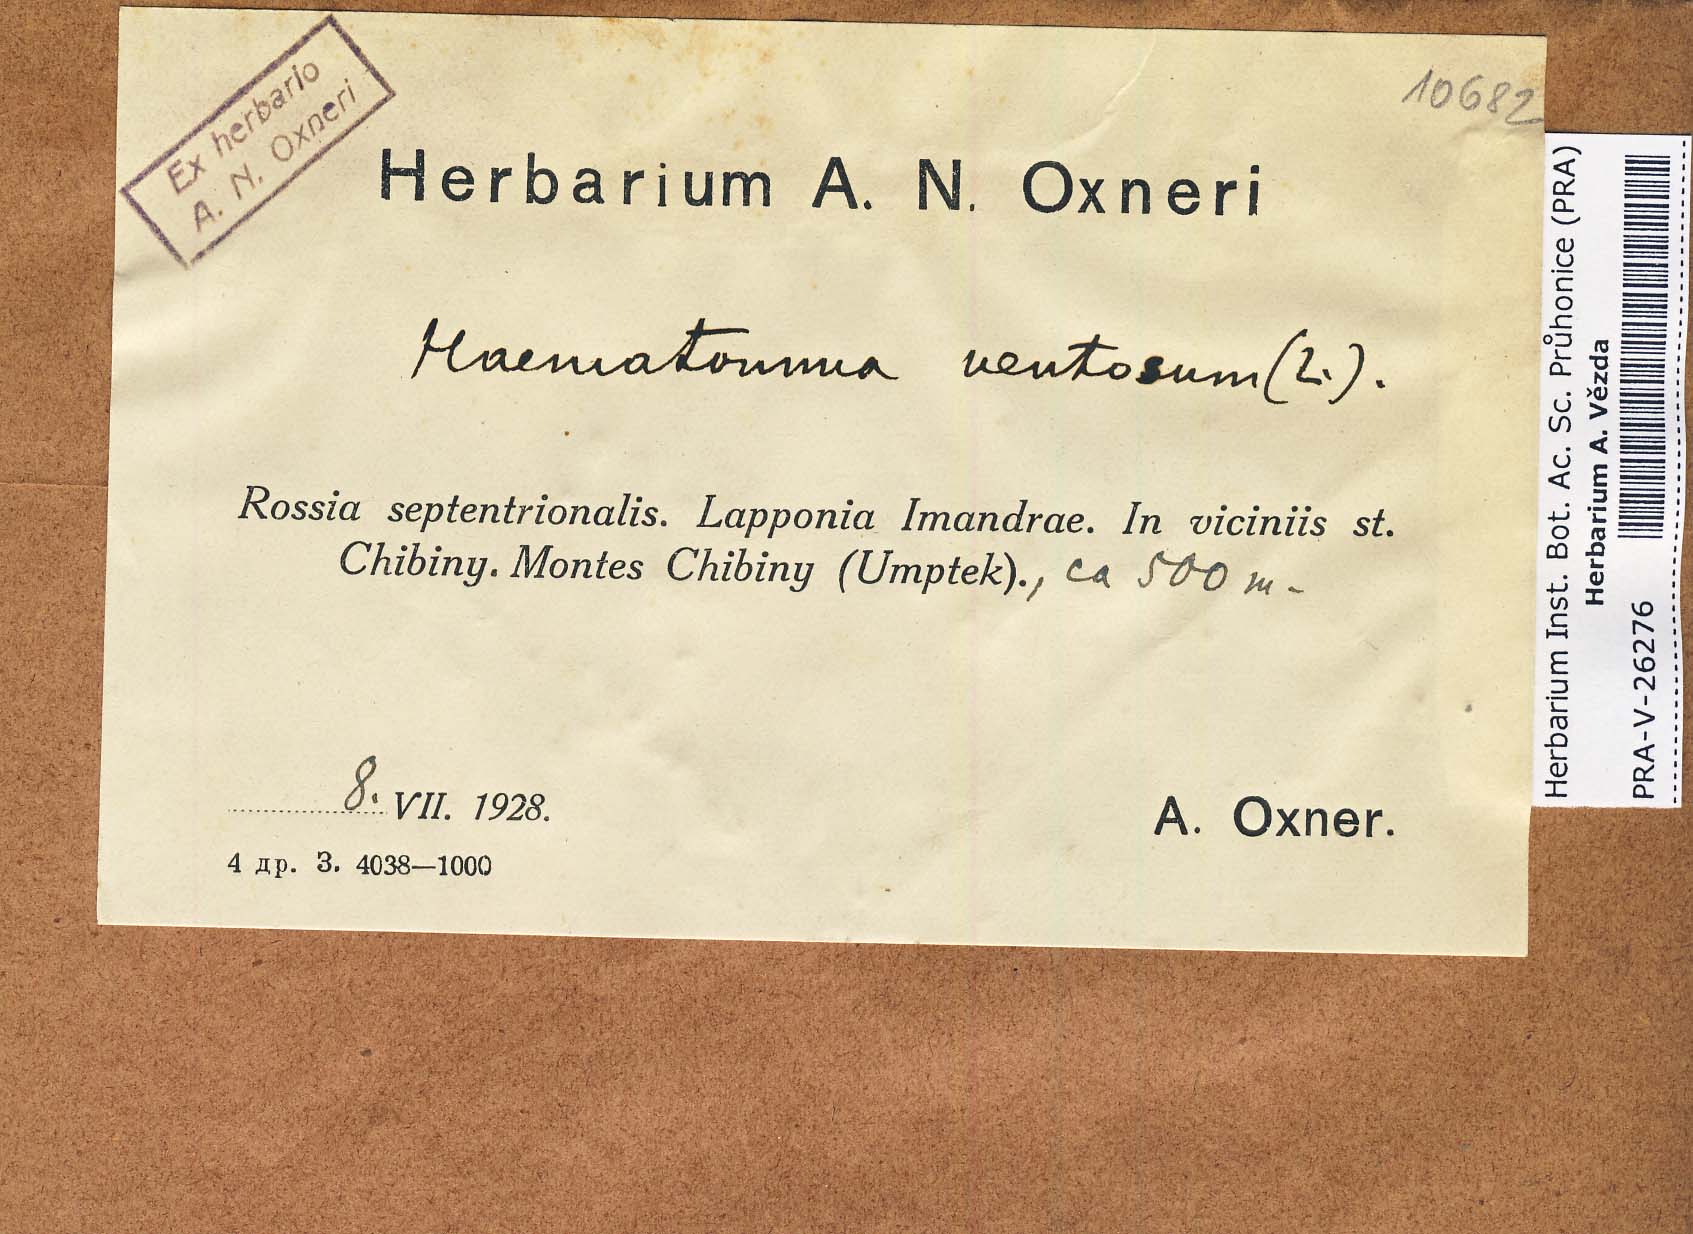 Ex herbario
A. N. Oxneri
10682
Herbarium A. N. Oxneri
Haematomma ventosum (L.).
Rossia septentrionalis. Lapponia Imandrae. In viciniis st.
Chibiny. Montes Chibiny (Umptek)., ca 500 m.
8. VII. 1928.
A. Oxner.
4 др. З. 4038—1000
Herbarium Inst. Bot. Ac. Sc. Průhonice (PRA)
Herbarium A. Vězda
PRA-V-26276